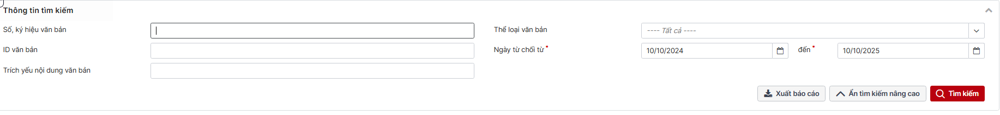 Thông tin tìm kiếm
Số, ký hiệu văn bản
Thể loại văn bản
---- Tất cả ----
ID văn bản
Ngày từ chối từ *
10/10/2024
đến *
10/10/2025
Trích yếu nội dung văn bản
Xuất báo cáo
Ẩn tìm kiếm nâng cao
Tìm kiếm